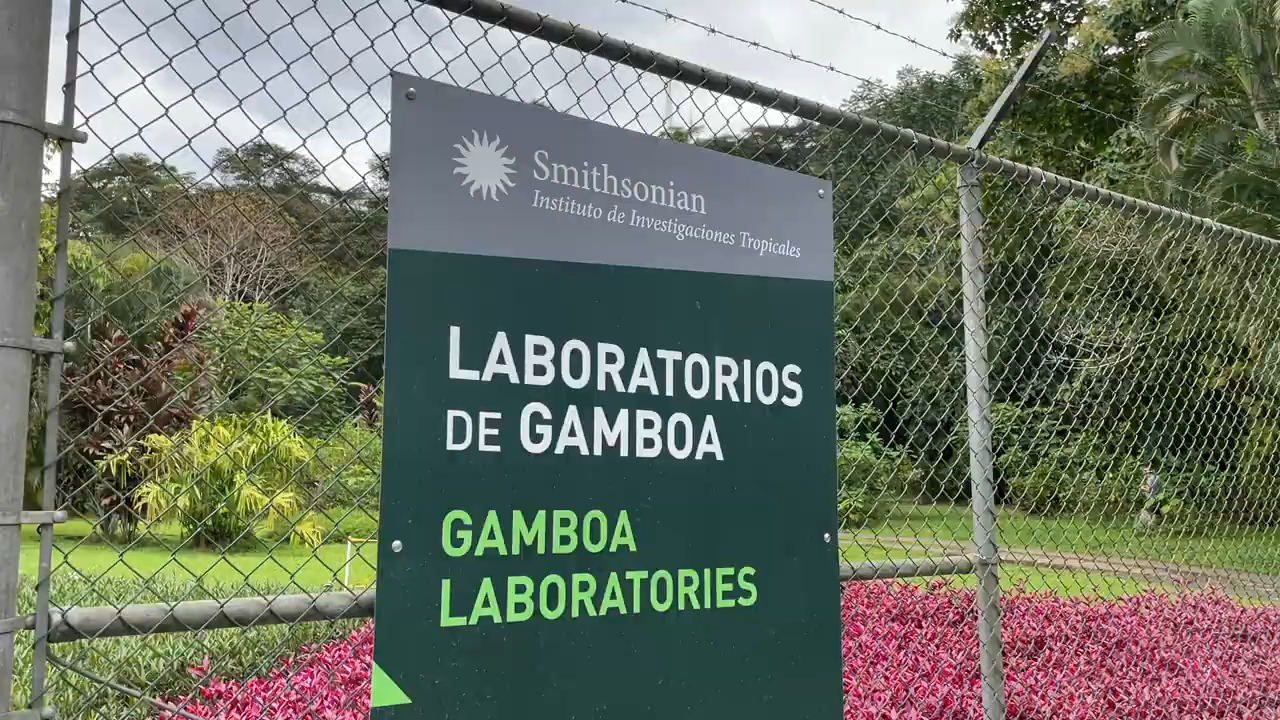 Smithsonian
Instituto de Investigaciones Tropicales
LABORATORIOS
DE GAMBOA
GAMBOA
LABORATORIES